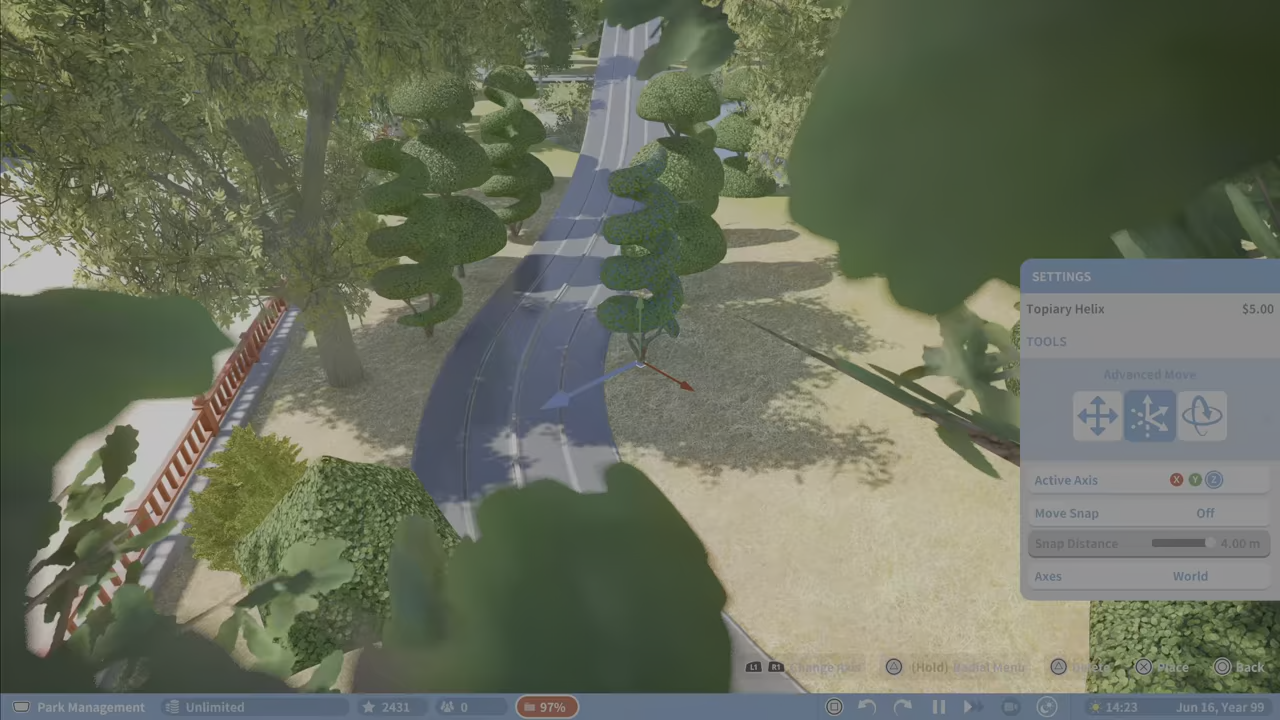 SETTINGS
Topiary Helix $5.00
TOOLS
Advanced Move
Active Axis X Y Z
Move Snap Off
Snap Distance 4.00 m
Axes World
L1 R1 Change Axis (Hold) Radial Menu Delete Place Back
Park Management Unlimited 2431 0 97% 14:23 Jun 16, Year 99